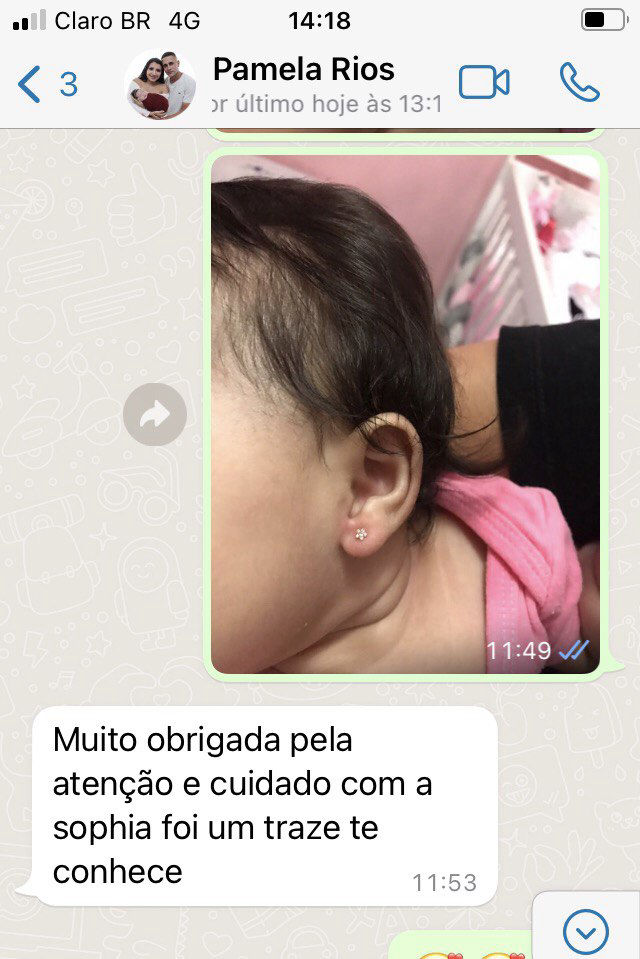 Claro BR 4G 14:18
3 Pamela Rios
or último hoje às 13:1
11:49
Muito obrigada pela
atenção e cuidado com a
sophia foi um traze te
conhece
11:53